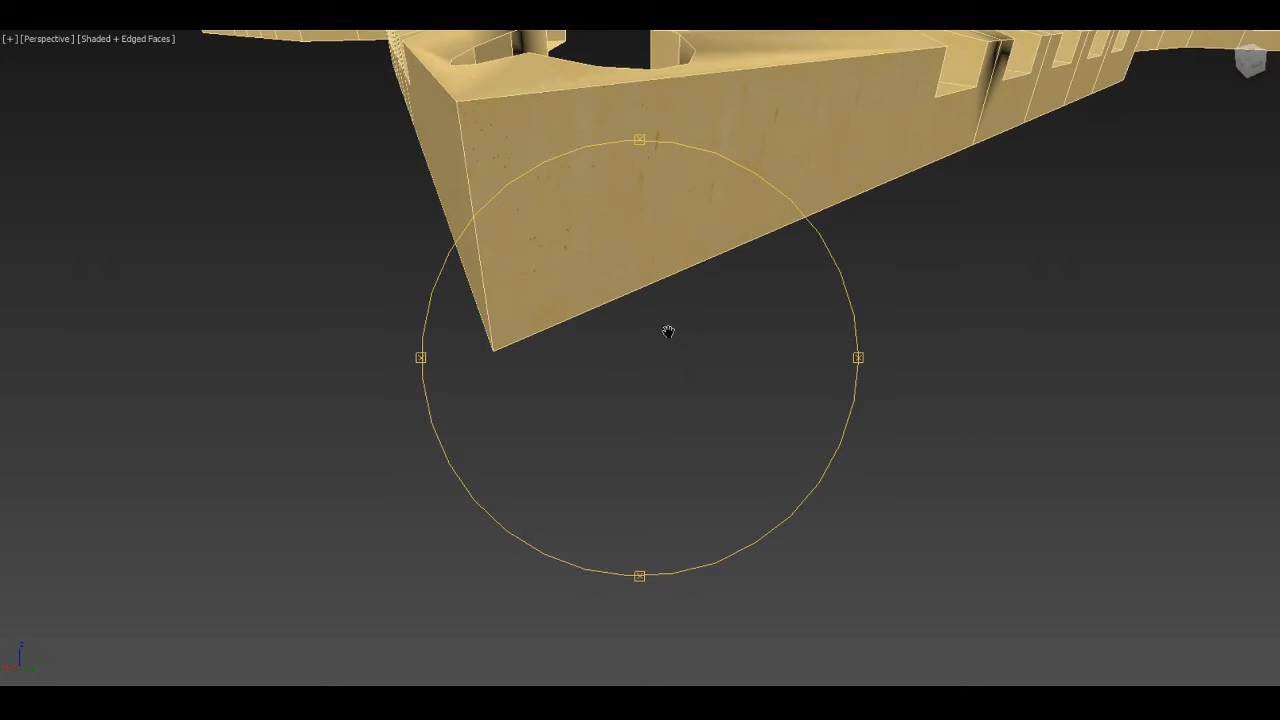 [+] [Perspective ] [Shaded + Edged Faces ]
z